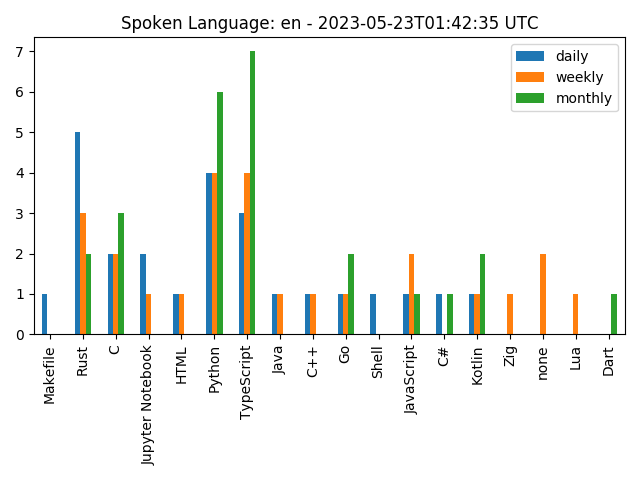 Spoken Language: en - 2023-05-23T01:42:35 UTC
daily
weekly
monthly
7
6
5
4
3
2
1
0
Makefile
Rust
C
Jupyter Notebook
HTML
Python
TypeScript
Java
C++
Go
Shell
JavaScript
C#
Kotlin
Zig
none
Lua
Dart